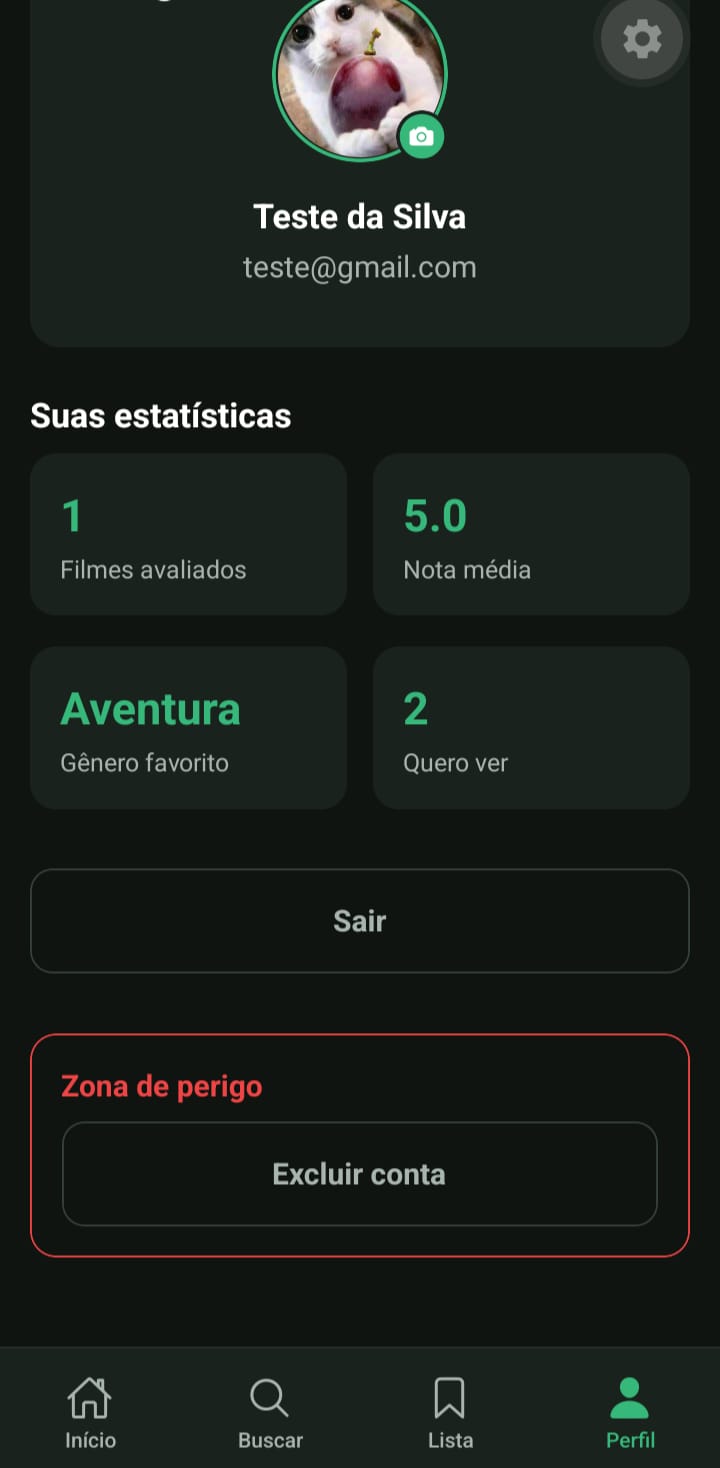 Teste da Silva
teste@gmail.com
Suas estatísticas
1
Filmes avaliados
5.0
Nota média
Aventura
Gênero favorito
2
Quero ver
Sair
Zona de perigo
Excluir conta
Início
Buscar
Lista
Perfil